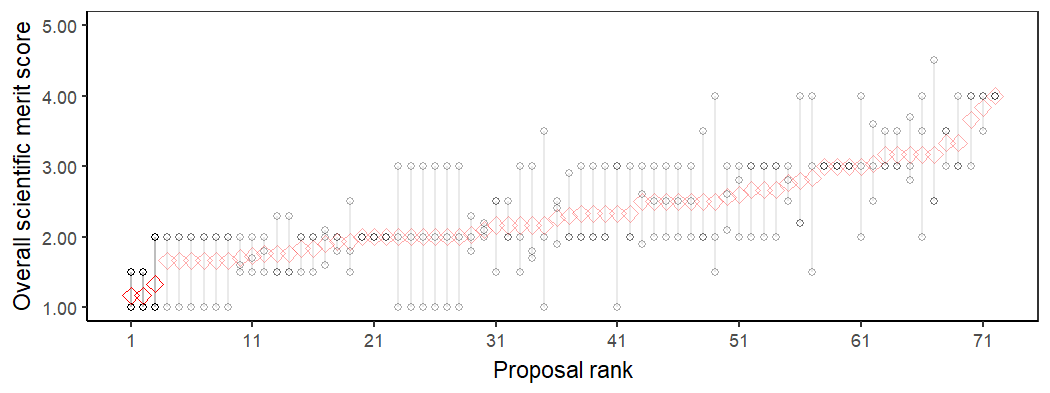 Overall scientific merit score
5.00
4.00
3.00
2.00
1.00
1 11 21 31 41 51 61 71
Proposal rank